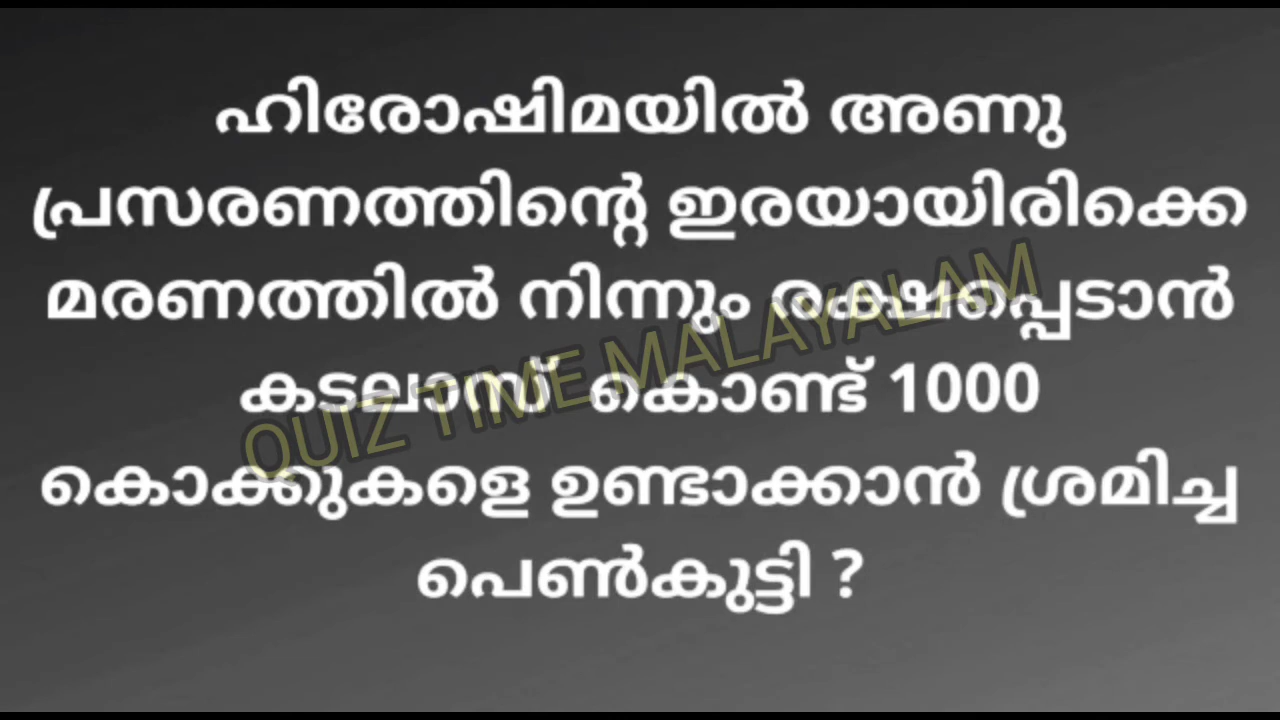 ഹിരോഷിമയിൽ അണു
പ്രസരണത്തിന്റെ ഇരയായിരിക്കെ
മരണത്തിൽ നിന്നും രക്ഷപ്പെടാൻ
കടലാസ് കൊണ്ട് 1000
കൊക്കുകളെ ഉണ്ടാക്കാൻ ശ്രമിച്ച
പെൺകുട്ടി ?
QUIZ TIME MALAYALAM